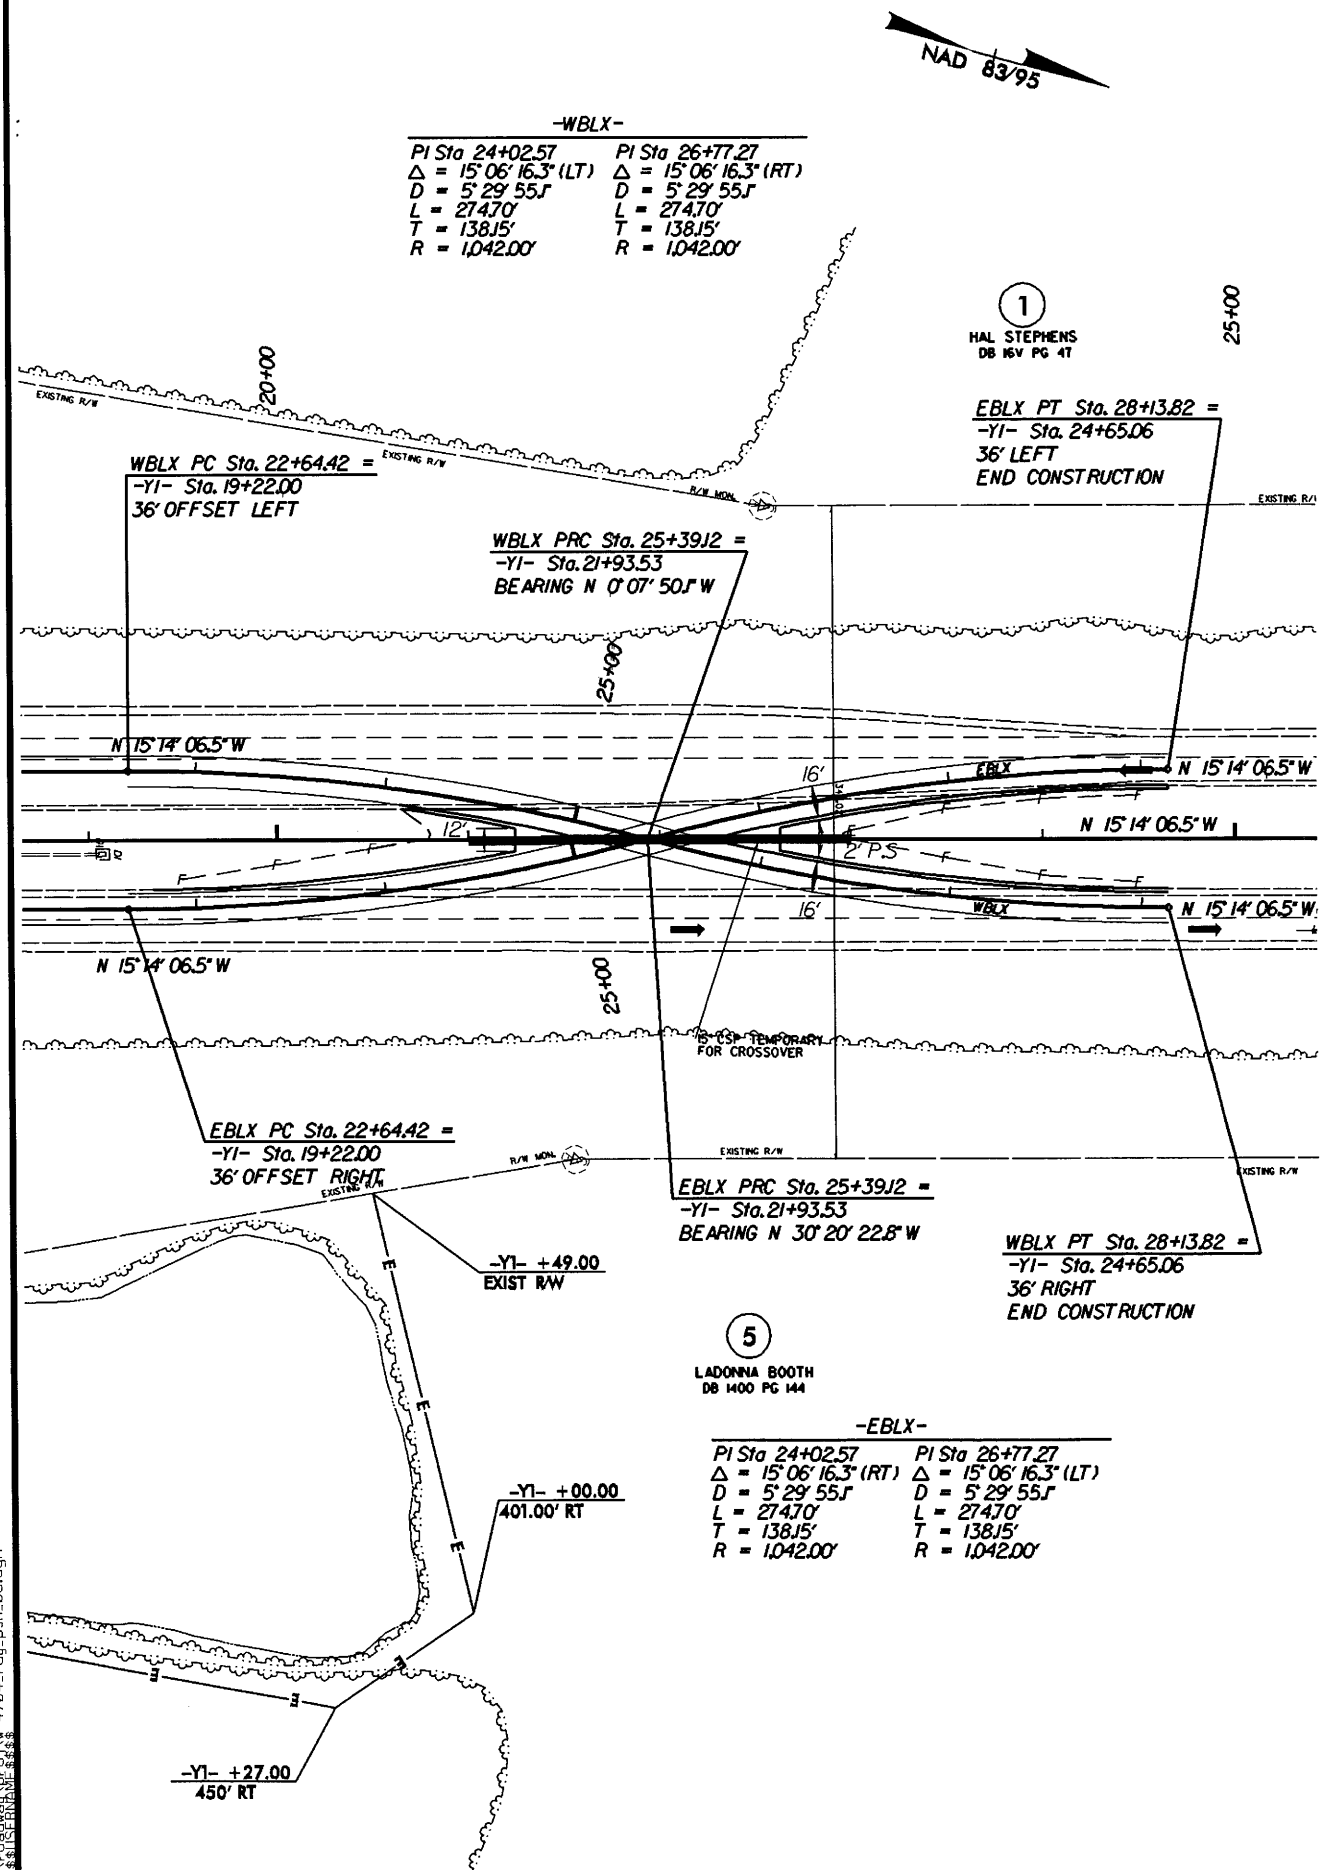 NAD 83/95
-WBLX-
PI Sta 24+02.57 PI Sta 26+77.27
Δ = 15° 06' 16.3" (LT) Δ = 15° 06' 16.3" (RT)
D = 5° 29' 55.1" D = 5° 29' 55.1"
L = 274.70' L = 274.70'
T = 138.15' T = 138.15'
R = 1,042.00' R = 1,042.00'
1
HAL STEPHENS
DB 16V PG 47
25+00
20+00
EXISTING R/W
EXISTING R/W
R/W MON.
EXISTING R/W
EBLX PT Sta. 28+13.82 =
-Y1- Sta. 24+65.06
36' LEFT
END CONSTRUCTION
WBLX PC Sta. 22+64.42 =
-Y1- Sta. 19+22.00
36' OFFSET LEFT
WBLX PRC Sta. 25+39.12 =
-Y1- Sta. 21+93.53
BEARING N 0° 07' 50.1" W
25+00
N 15° 14' 06.5" W
EBLX
N 15° 14' 06.5" W
16'
12'
N 15° 14' 06.5" W
F F F F
F F F F
F F F
2' P.S
16'
WBLX
N 15° 14' 06.5" W
N 15° 14' 06.5" W
25+00
15" CSP TEMPORARY
FOR CROSSOVER
EBLX PC Sta. 22+64.42 =
-Y1- Sta. 19+22.00
36' OFFSET RIGHT
EXISTING R/W
R/W MON.
EXISTING R/W
EXISTING R/W
EBLX PRC Sta. 25+39.12 =
-Y1- Sta. 21+93.53
BEARING N 30° 20' 22.8" W
WBLX PT Sta. 28+13.82 =
-Y1- Sta. 24+65.06
36' RIGHT
END CONSTRUCTION
-Y1- +49.00
EXIST R/W
E
E
E
5
LADONNA BOOTH
DB 1400 PG 144
-EBLX-
PI Sta 24+02.57 PI Sta 26+77.27
Δ = 15° 06' 16.3" (RT) Δ = 15° 06' 16.3" (LT)
D = 5° 29' 55.1" D = 5° 29' 55.1"
L = 274.70' L = 274.70'
T = 138.15' T = 138.15'
R = 1,042.00' R = 1,042.00'
-Y1- +00.00
401.00' RT
E
E E
-Y1- +27.00
450' RT
$$USERNAME$$$$